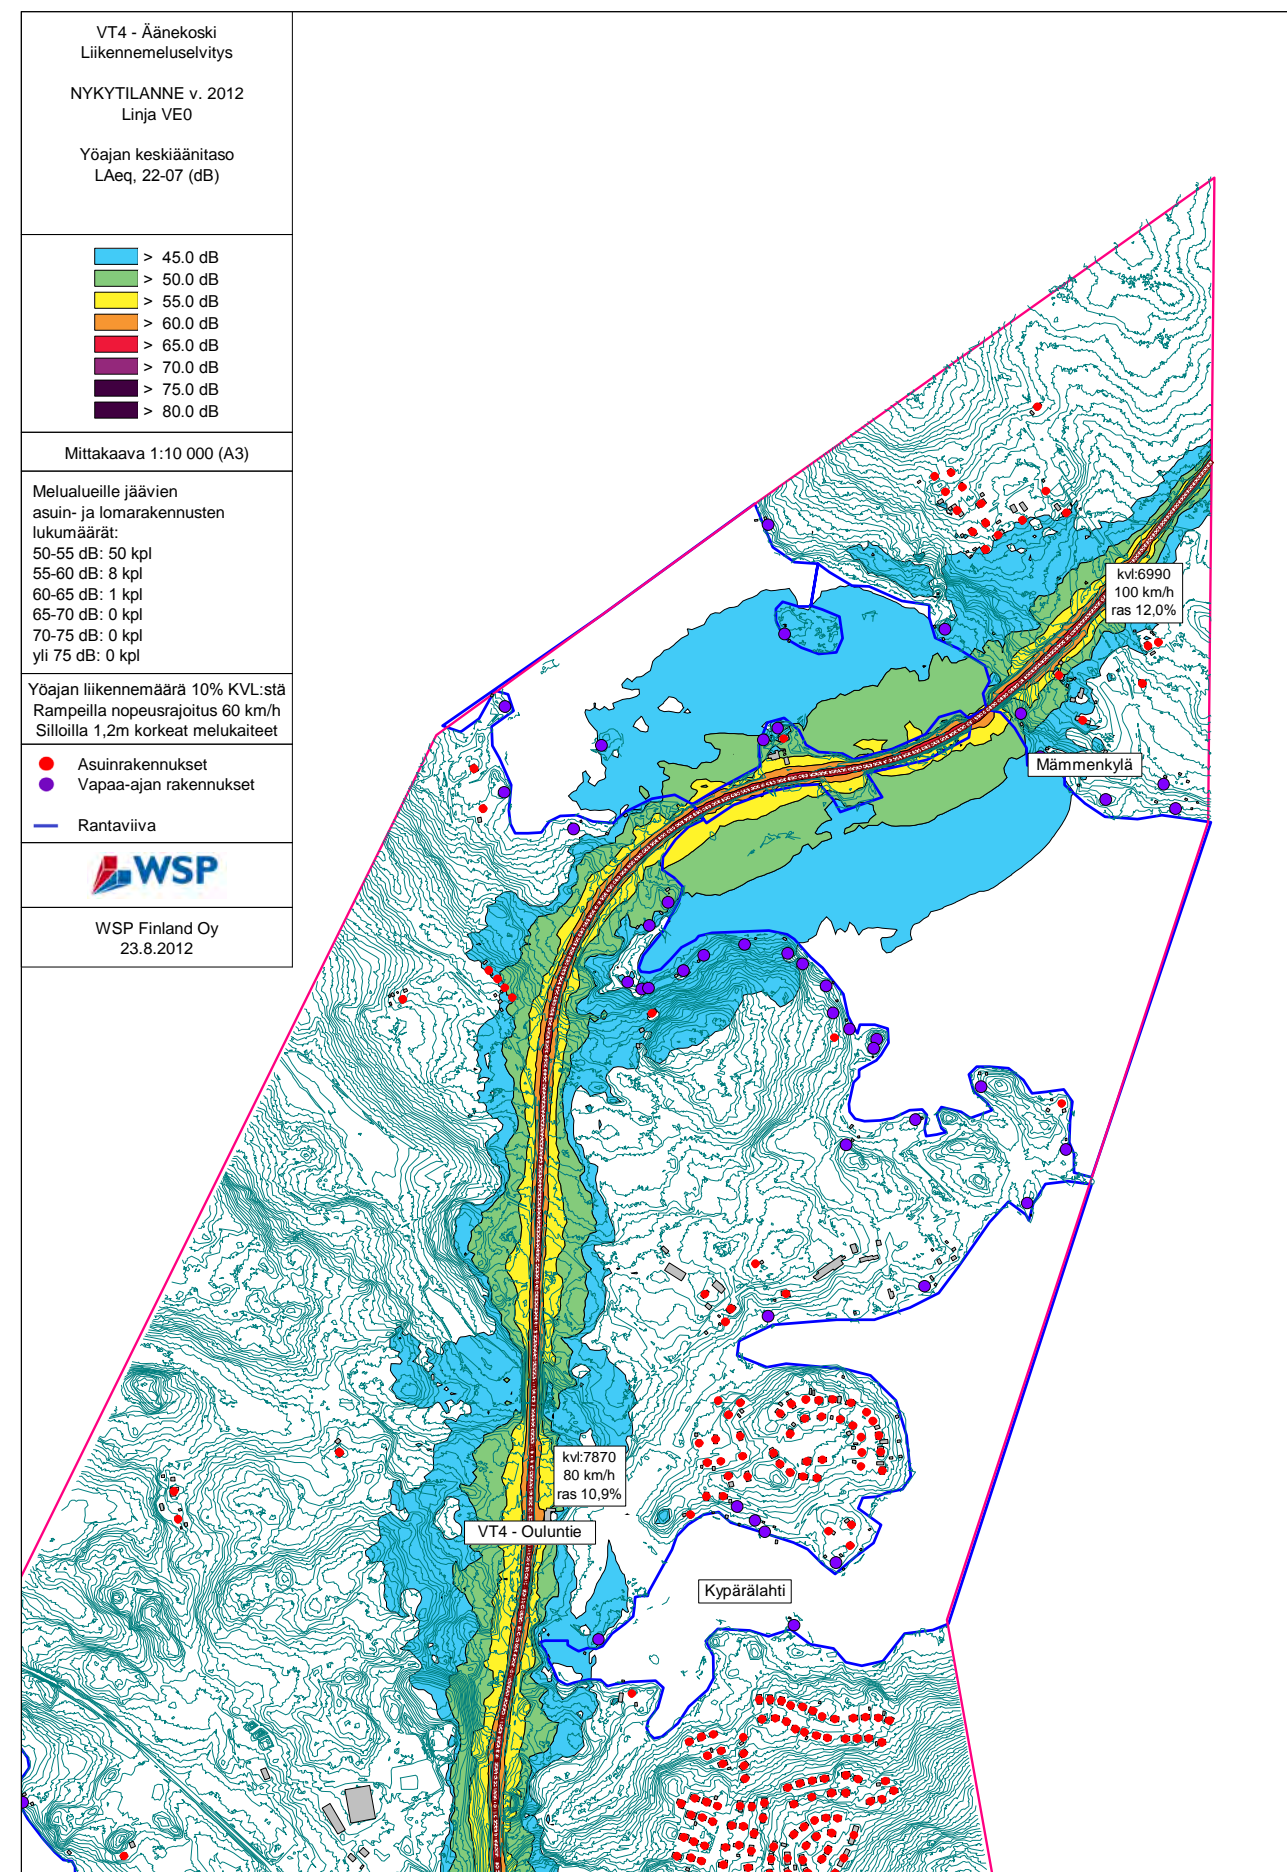 VT4 - Äänekoski
Liikennemeluselvitys
NYKYTILANNE v. 2012
Linja VE0
Yöajan keskiäänitaso
LAeq, 22-07 (dB)
> 45.0 dB
> 50.0 dB
> 55.0 dB
> 60.0 dB
> 65.0 dB
> 70.0 dB
> 75.0 dB
> 80.0 dB
Mittakaava 1:10 000 (A3)
Melualueille jäävien
asuin- ja lomarakennusten
lukumäärät:
50-55 dB: 50 kpl
55-60 dB: 8 kpl
60-65 dB: 1 kpl
65-70 dB: 0 kpl
70-75 dB: 0 kpl
yli 75 dB: 0 kpl
Yöajan liikennemäärä 10% KVL:stä
Rampeilla nopeusrajoitus 60 km/h
Silloilla 1,2m korkeat melukaiteet
Asuinrakennukset
Vapaa-ajan rakennukset
Rantaviiva
WSP
WSP Finland Oy
23.8.2012
kvl:6990
100 km/h
ras 12,0%
Mämmenkylä
kvl:7870
80 km/h
ras 10,9%
VT4 - Ouluntie
Kypärälahti